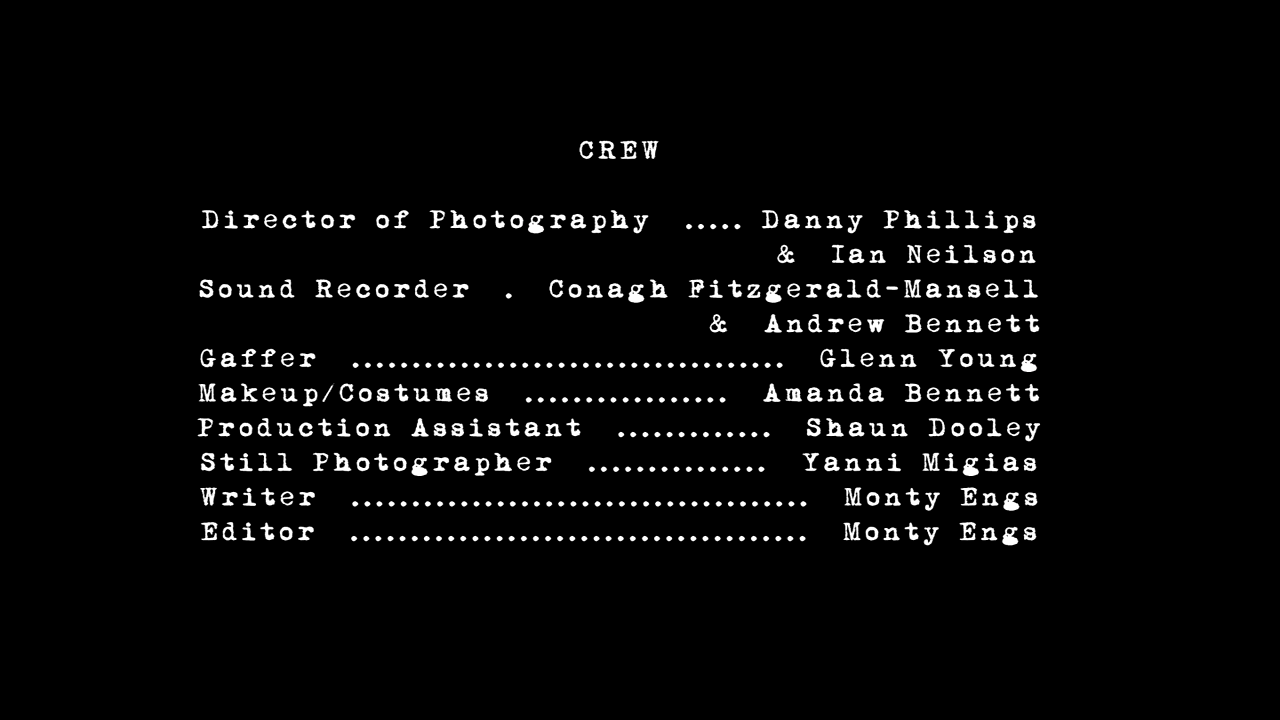 CREW
Director of Photography ..... Danny Phillips
& Ian Neilson
Sound Recorder . Conagh Fitzgerald-Mansell
& Andrew Bennett
Gaffer .................................... Glenn Young
Makeup/Costumes ................. Amanda Bennett
Production Assistant ............. Shaun Dooley
Still Photographer ............... Yanni Migias
Writer ...................................... Monty Engs
Editor ...................................... Monty Engs